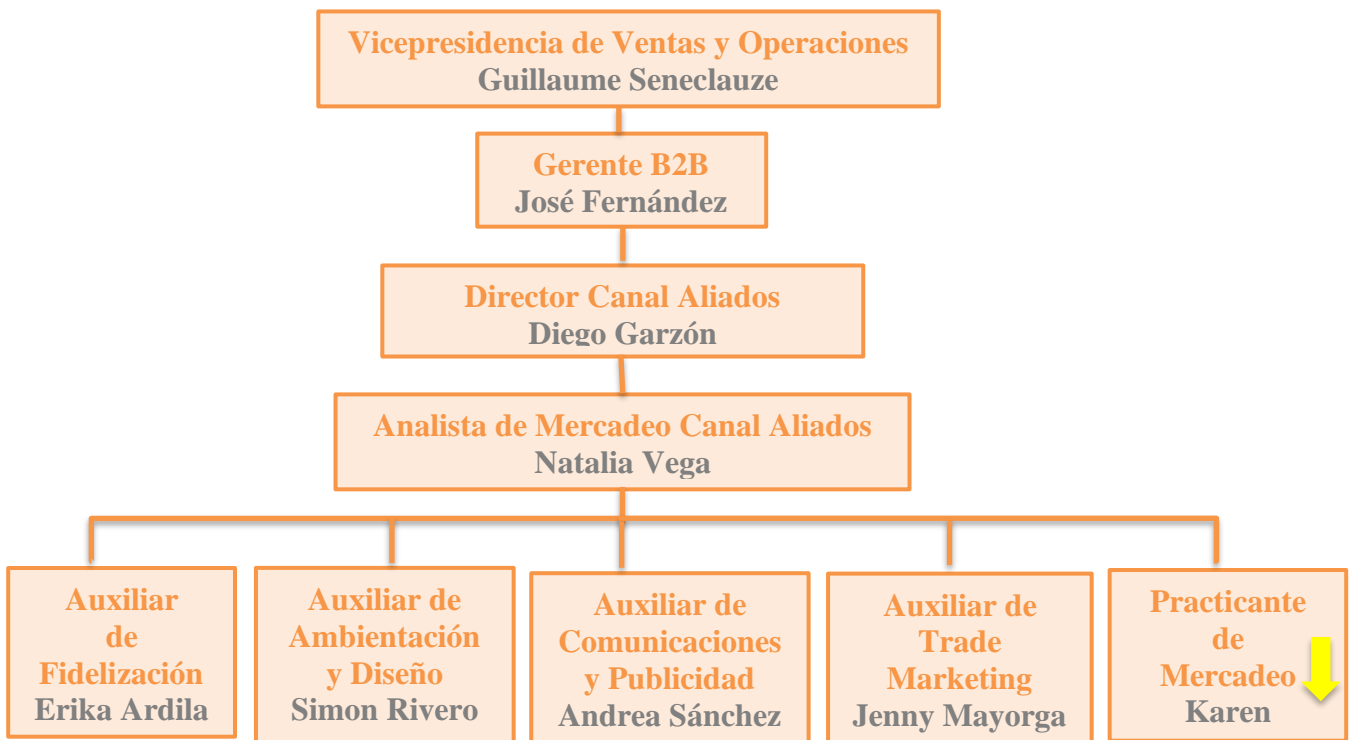 Vicepresidencia de Ventas y Operaciones
Guillaume Seneclauze
Gerente B2B
José Fernández
Director Canal Aliados
Diego Garzón
Analista de Mercadeo Canal Aliados
Natalia Vega
Auxiliar
de
Fidelización
Erika Ardila
Auxiliar de
Ambientación
y Diseño
Simon Rivero
Auxiliar de
Comunicaciones
y Publicidad
Andrea Sánchez
Auxiliar de
Trade
Marketing
Jenny Mayorga
Practicante
de
Mercadeo
Karen